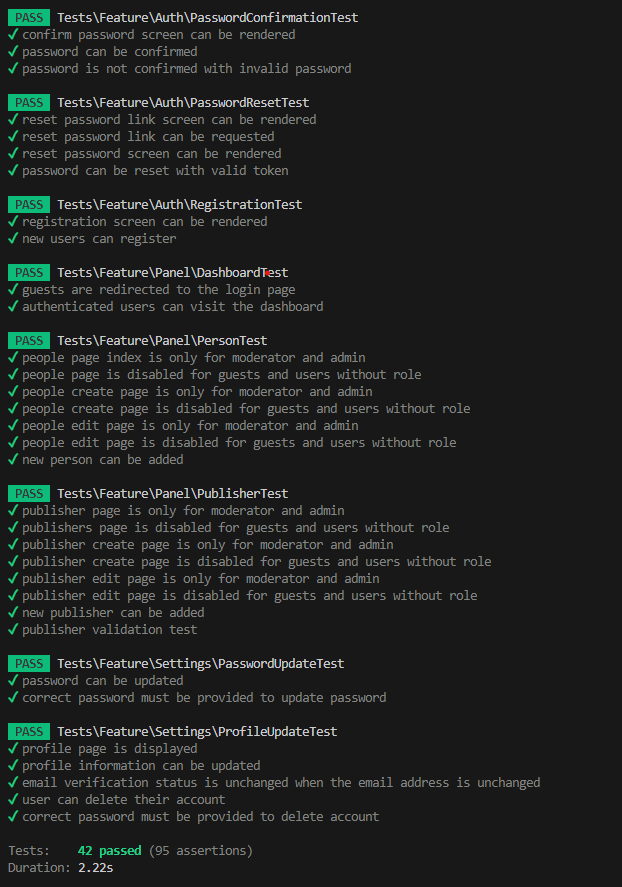 PASS Tests\Feature\Auth\PasswordConfirmationTest
✓ confirm password screen can be rendered
✓ password can be confirmed
✓ password is not confirmed with invalid password
PASS Tests\Feature\Auth\PasswordResetTest
✓ reset password link screen can be rendered
✓ reset password link can be requested
✓ reset password screen can be rendered
✓ password can be reset with valid token
PASS Tests\Feature\Auth\RegistrationTest
✓ registration screen can be rendered
✓ new users can register
PASS Tests\Feature\Panel\DashboardTest
✓ guests are redirected to the login page
✓ authenticated users can visit the dashboard
PASS Tests\Feature\Panel\PersonTest
✓ people page index is only for moderator and admin
✓ people page is disabled for guests and users without role
✓ people create page is only for moderator and admin
✓ people create page is disabled for guests and users without role
✓ people edit page is only for moderator and admin
✓ people edit page is disabled for guests and users without role
✓ new person can be added
PASS Tests\Feature\Panel\PublisherTest
✓ publisher page is only for moderator and admin
✓ publishers page is disabled for guests and users without role
✓ publisher create page is only for moderator and admin
✓ publisher create page is disabled for guests and users without role
✓ publisher edit page is only for moderator and admin
✓ publisher edit page is disabled for guests and users without role
✓ new publisher can be added
✓ publisher validation test
PASS Tests\Feature\Settings\PasswordUpdateTest
✓ password can be updated
✓ correct password must be provided to update password
PASS Tests\Feature\Settings\ProfileUpdateTest
✓ profile page is displayed
✓ profile information can be updated
✓ email verification status is unchanged when the email address is unchanged
✓ user can delete their account
✓ correct password must be provided to delete account
Tests: 42 passed (95 assertions)
Duration: 2.22s